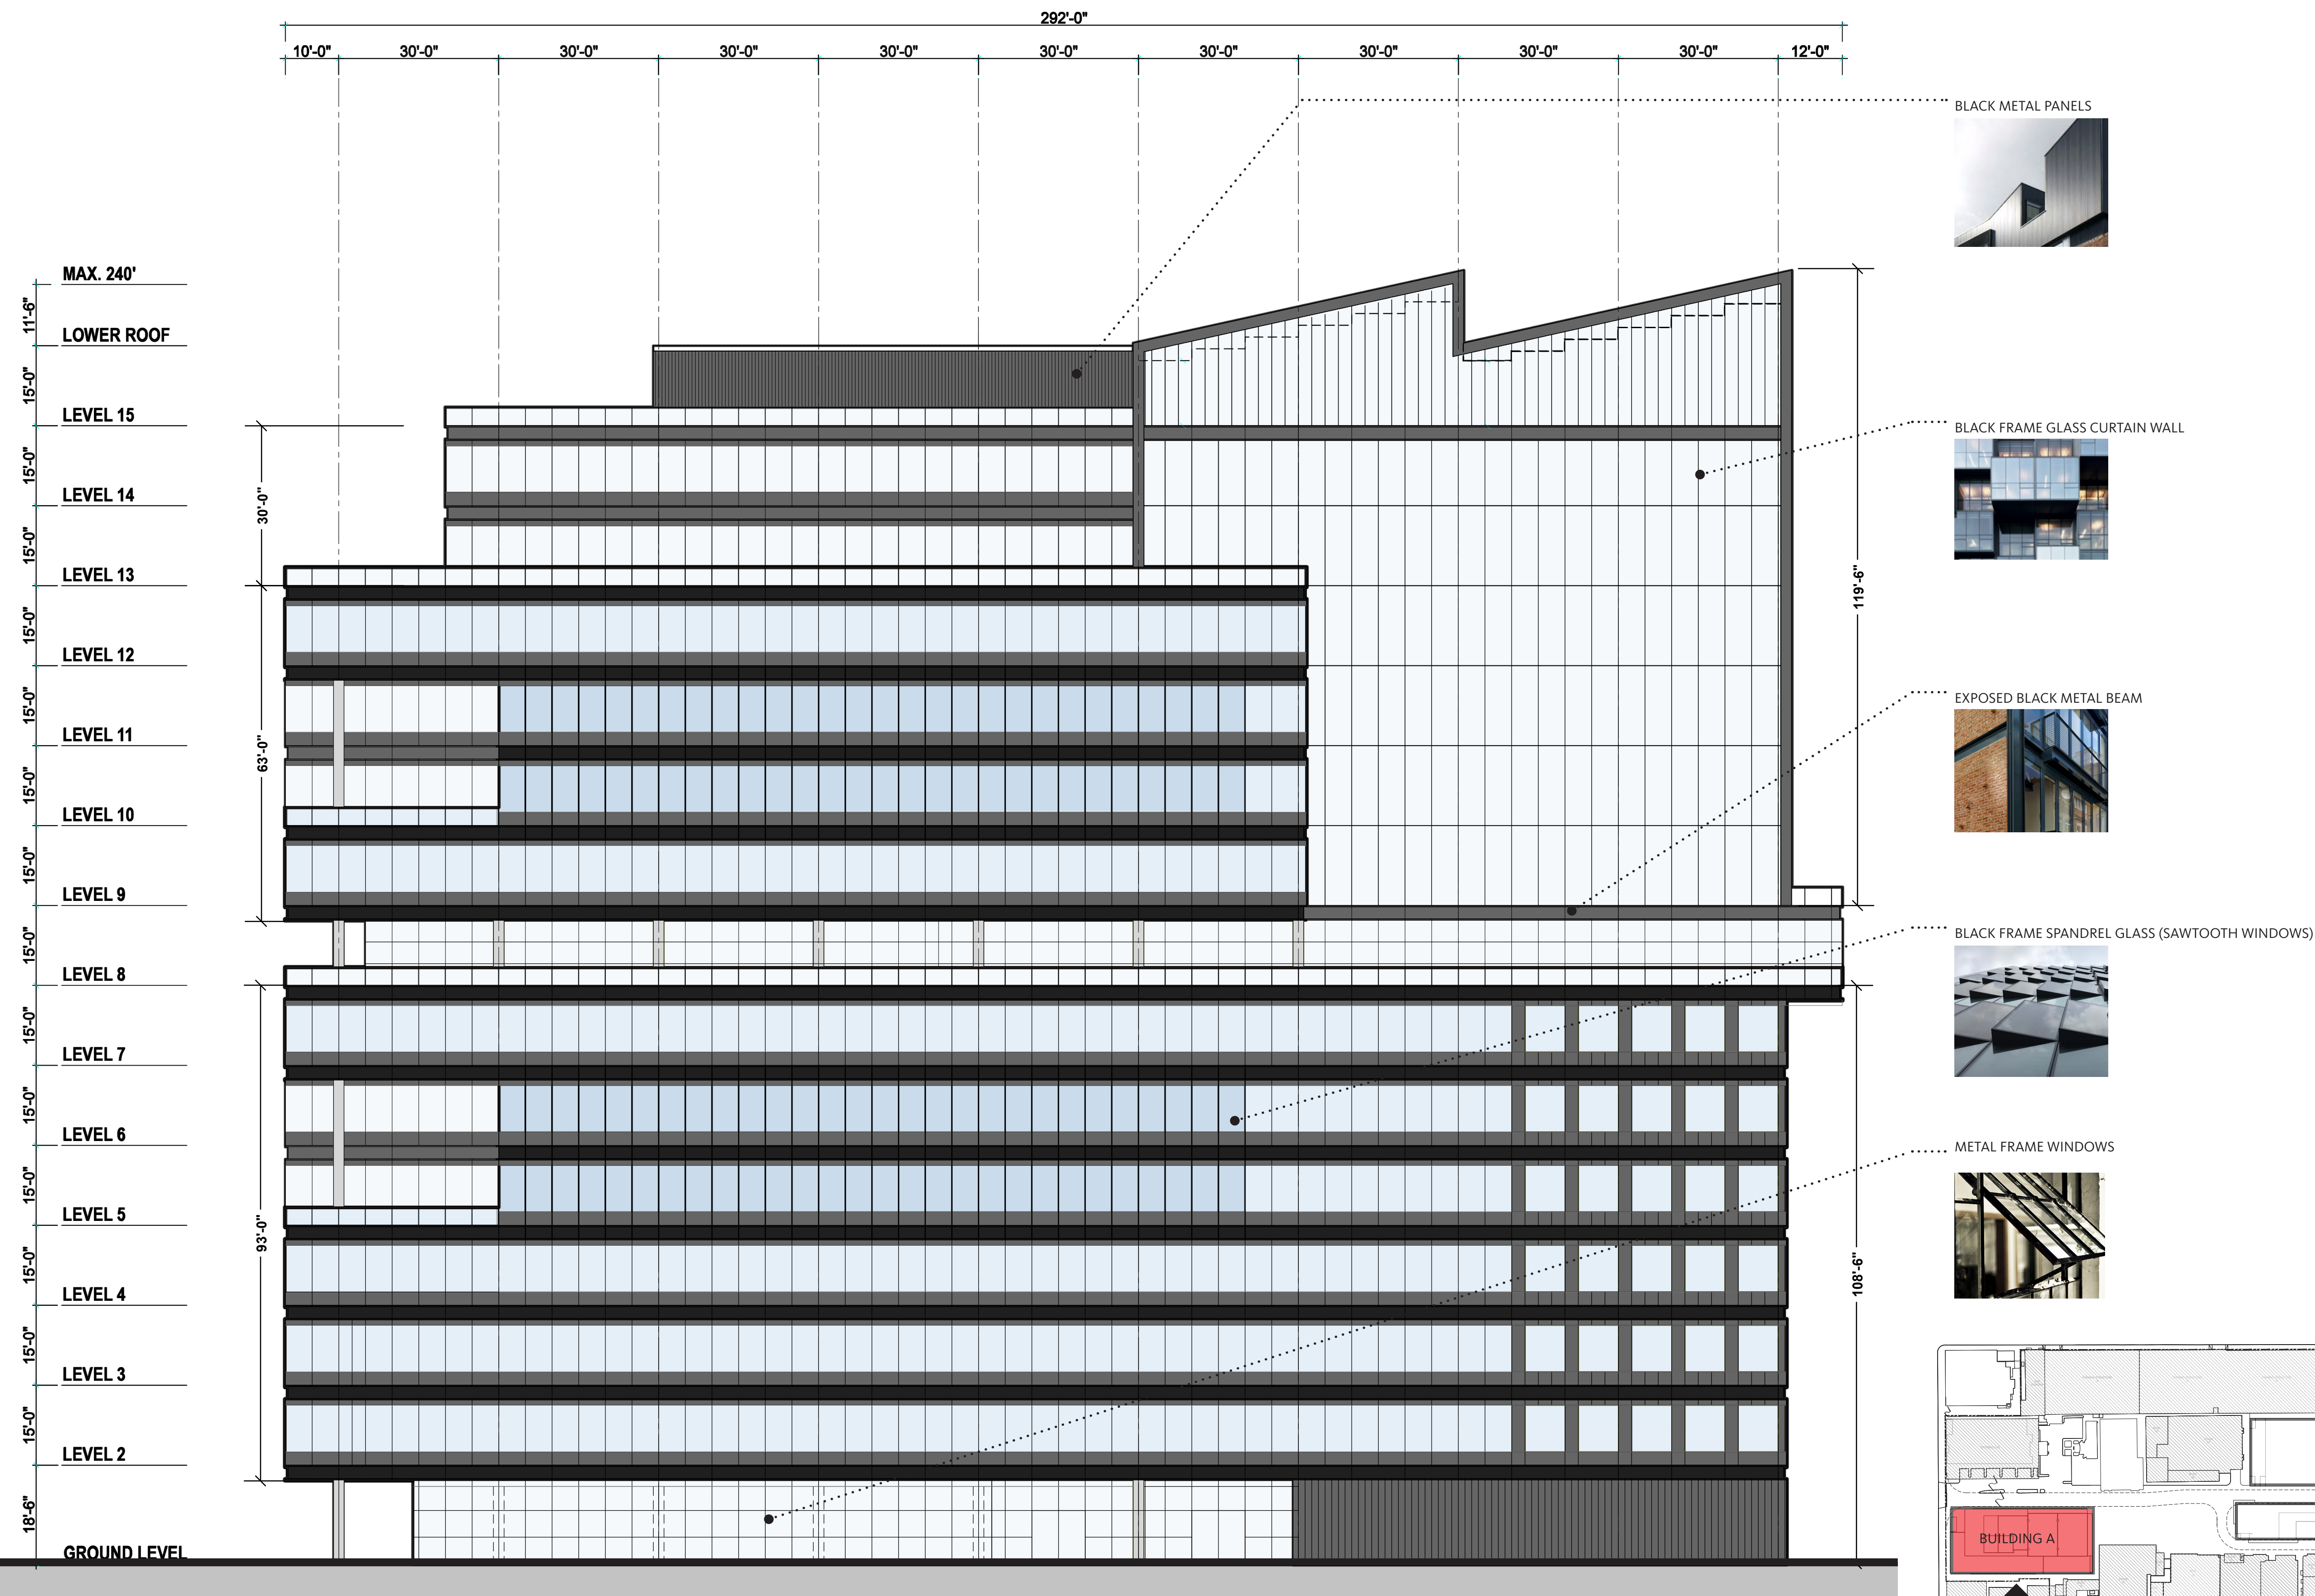 292'-0"
10'-0" 30'-0" 30'-0" 30'-0" 30'-0" 30'-0" 30'-0" 30'-0" 30'-0" 30'-0" 12'-0"
BLACK METAL PANELS
MAX. 240'
11'-6"
LOWER ROOF
15'-0"
LEVEL 15
BLACK FRAME GLASS CURTAIN WALL
15'-0"
LEVEL 14
30'-0"
15'-0"
LEVEL 13
119'-6"
15'-0"
LEVEL 12
EXPOSED BLACK METAL BEAM
15'-0"
LEVEL 11
63'-0"
15'-0"
LEVEL 10
15'-0"
LEVEL 9
BLACK FRAME SPANDREL GLASS (SAWTOOTH WINDOWS)
15'-0"
LEVEL 8
15'-0"
LEVEL 7
15'-0"
LEVEL 6
METAL FRAME WINDOWS
15'-0"
LEVEL 5
93'-0"
15'-0"
LEVEL 4
108'-6"
15'-0"
LEVEL 3
15'-0"
LEVEL 2
18'-6"
GROUND LEVEL
BUILDING A